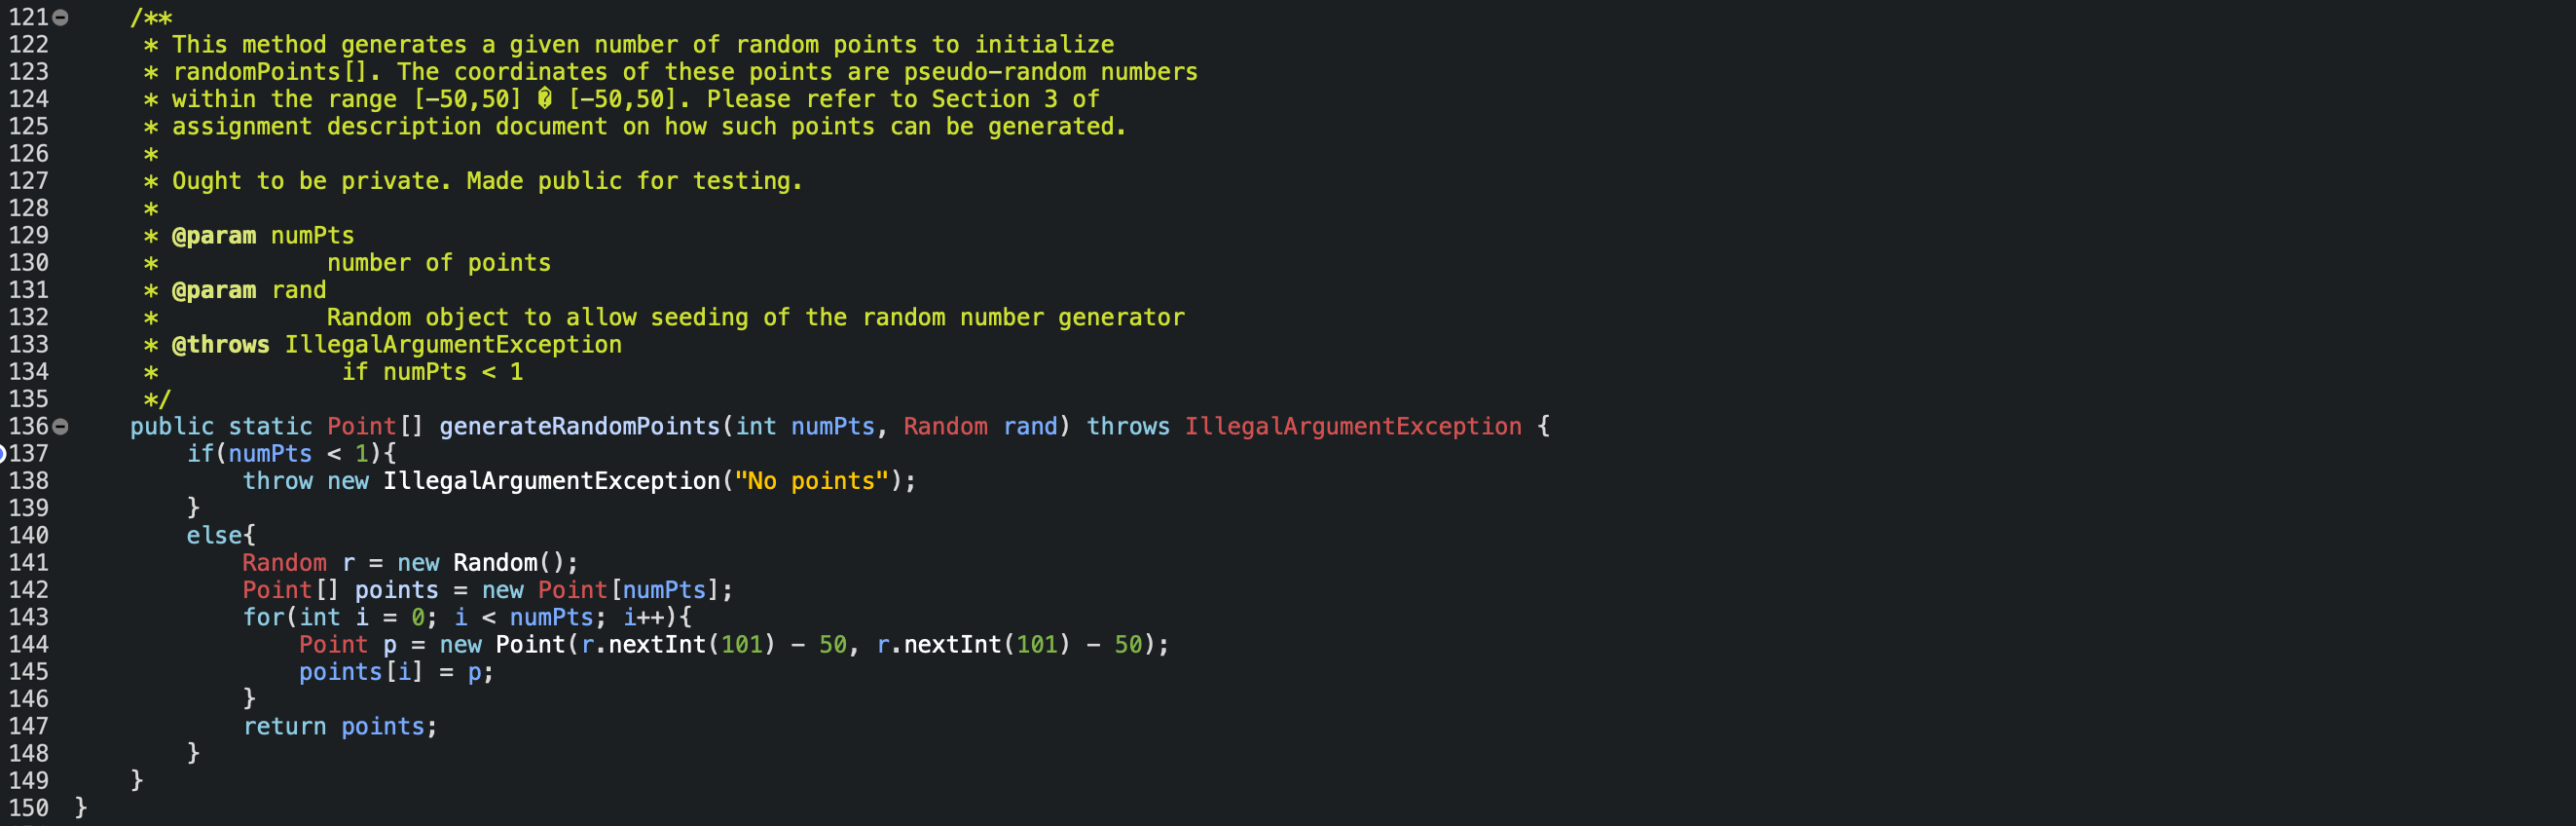 121 /**
122 * This method generates a given number of random points to initialize
123 * randomPoints[]. The coordinates of these points are pseudo-random numbers
124 * within the range [-50,50] � [-50,50]. Please refer to Section 3 of
125 * assignment description document on how such points can be generated.
126 *
127 * Ought to be private. Made public for testing.
128 *
129 * @param numPts
130 *            number of points
131 * @param rand
132 *            Random object to allow seeding of the random number generator
133 * @throws IllegalArgumentException
134 *             if numPts < 1
135 */
136 public static Point[] generateRandomPoints(int numPts, Random rand) throws IllegalArgumentException {
137     if(numPts < 1){
138         throw new IllegalArgumentException("No points");
139     }
140     else{
141         Random r = new Random();
142         Point[] points = new Point[numPts];
143         for(int i = 0; i < numPts; i++){
144             Point p = new Point(r.nextInt(101) - 50, r.nextInt(101) - 50);
145             points[i] = p;
146         }
147         return points;
148     }
149 }
150 }